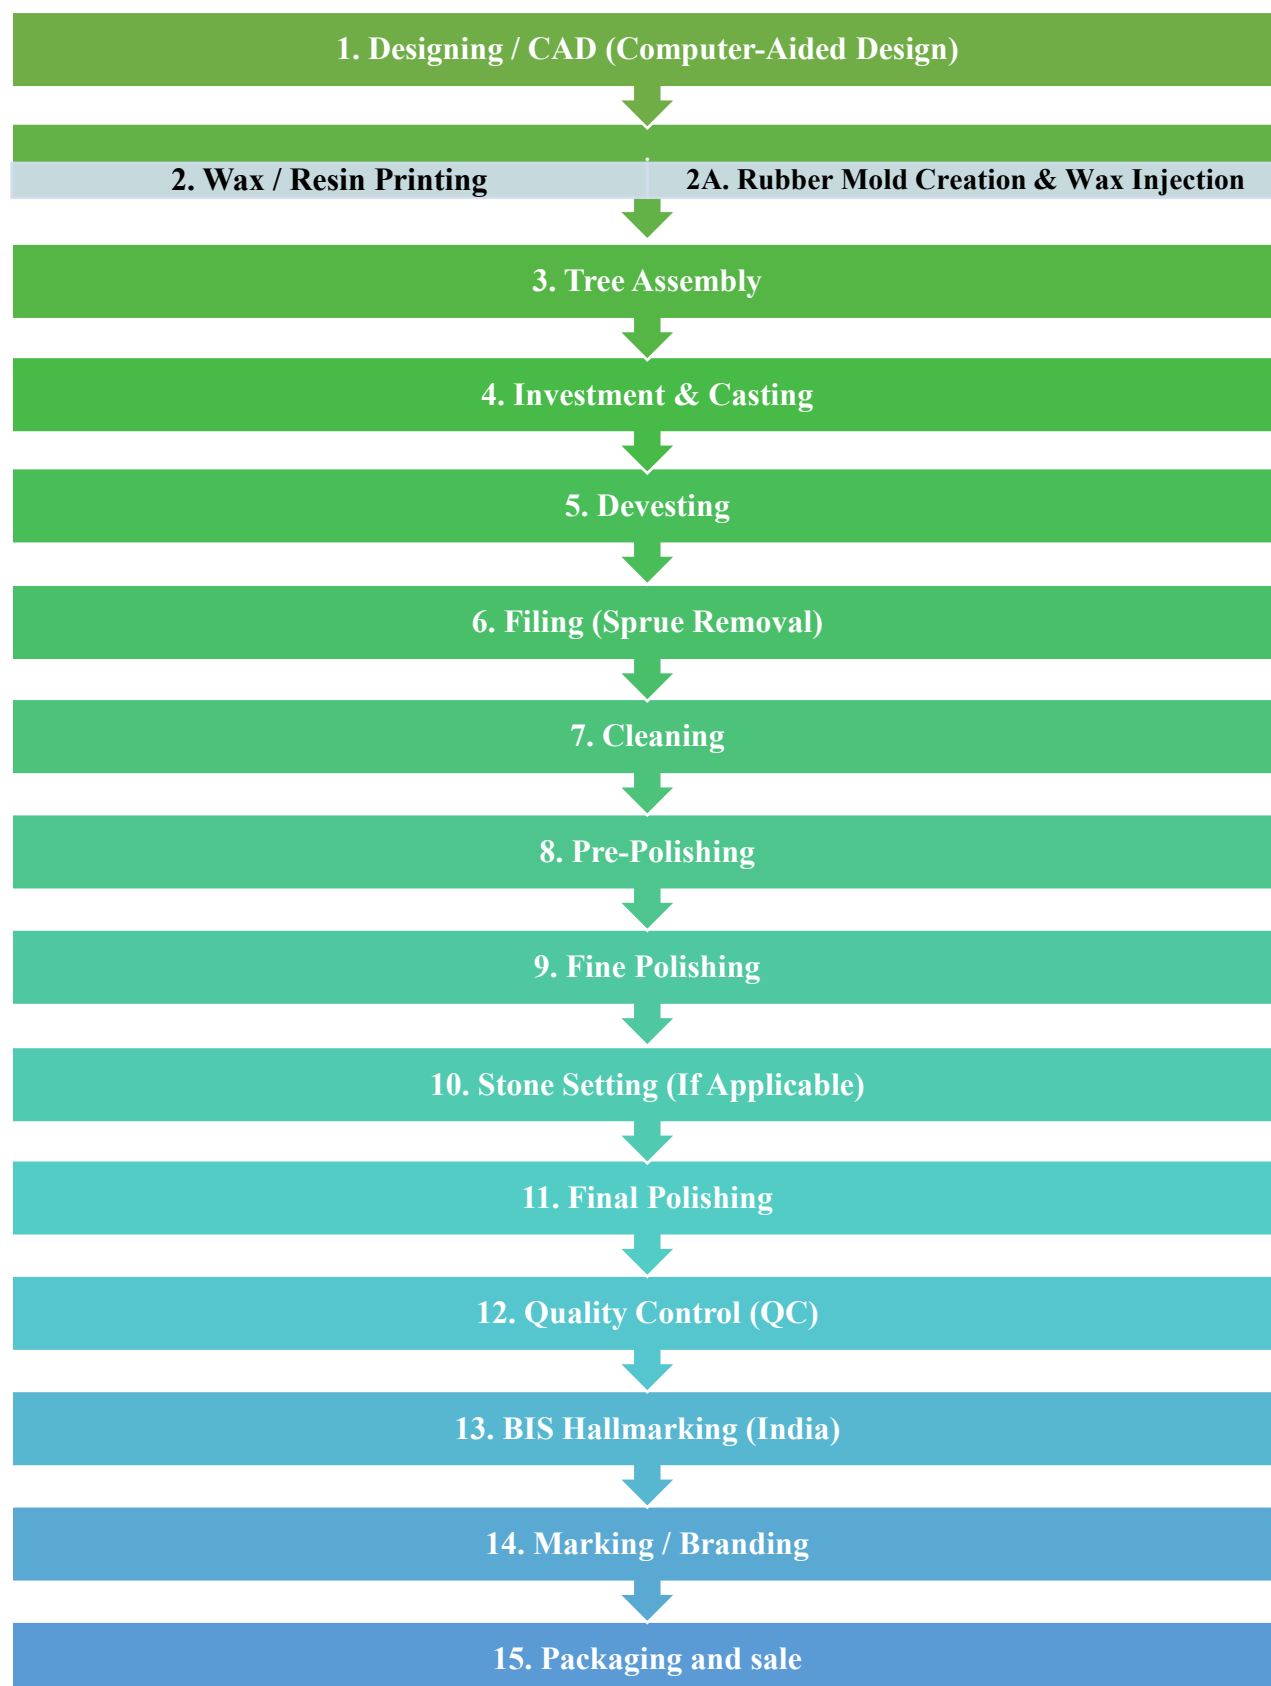 1. Designing / CAD (Computer-Aided Design)
2. Wax / Resin Printing
2A. Rubber Mold Creation & Wax Injection
3. Tree Assembly
4. Investment & Casting
5. Devesting
6. Filing (Sprue Removal)
7. Cleaning
8. Pre-Polishing
9. Fine Polishing
10. Stone Setting (If Applicable)
11. Final Polishing
12. Quality Control (QC)
13. BIS Hallmarking (India)
14. Marking / Branding
15. Packaging and sale